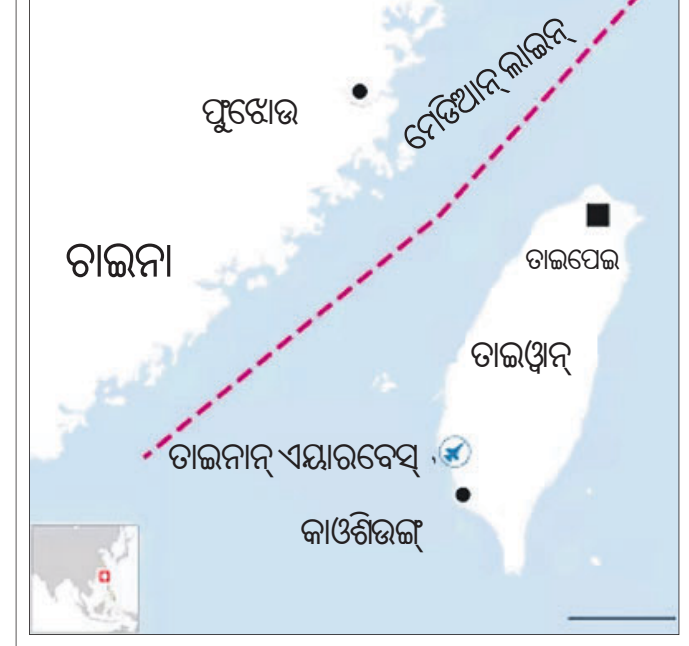 ମେଡିଆନ୍ ଲାଇନ୍
ଫୁଝୋଉ
ଚାଇନା
ତାଇପେଇ
ତାଇୱାନ୍
ତାଇନାନ୍ ଏୟାରବେସ୍
କାଓଶିଉଙ୍ଗ୍